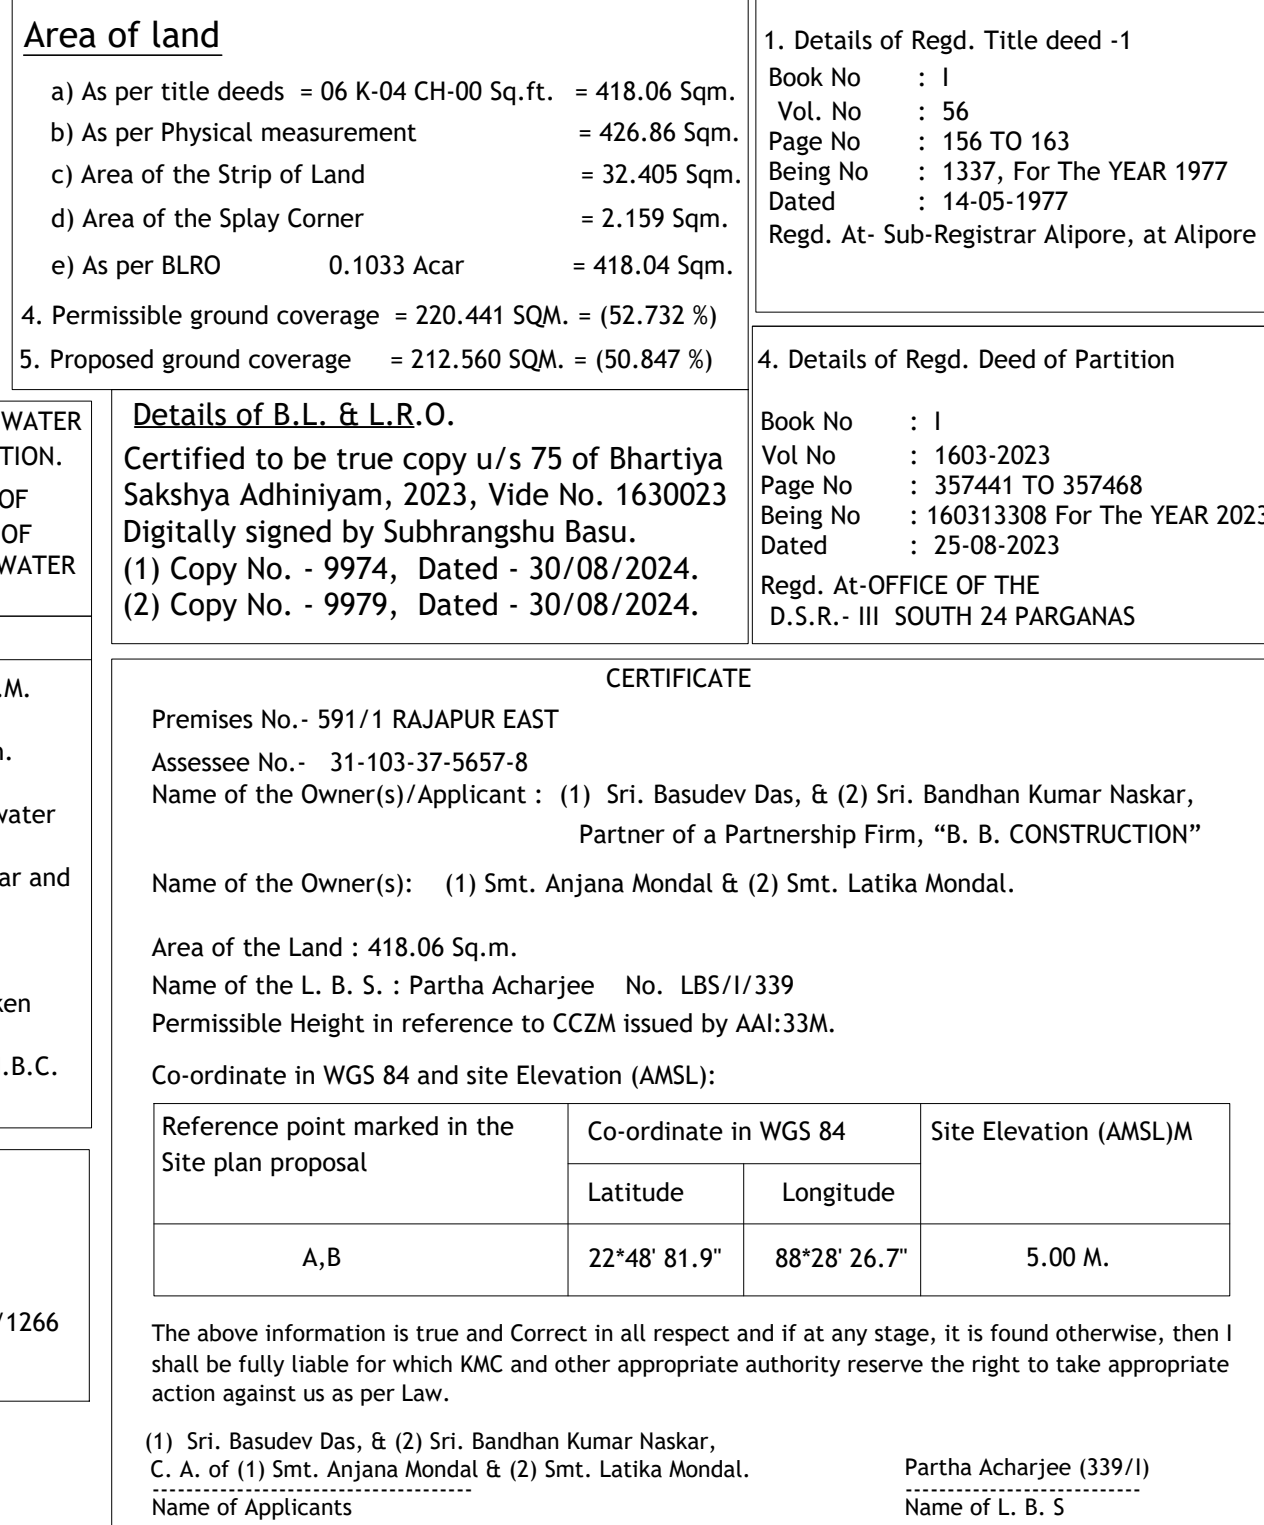 Area of land
a) As per title deeds = 06 K-04 CH-00 Sq.ft. = 418.06 Sqm.
b) As per Physical measurement = 426.86 Sqm.
c) Area of the Strip of Land = 32.405 Sqm.
d) Area of the Splay Corner = 2.159 Sqm.
e) As per BLRO 0.1033 Acar = 418.04 Sqm.
4. Permissible ground coverage = 220.441 SQM. = (52.732 %)
5. Proposed ground coverage = 212.560 SQM. = (50.847 %)
1. Details of Regd. Title deed -1
Book No : I
Vol. No : 56
Page No : 156 TO 163
Being No : 1337, For The YEAR 1977
Dated : 14-05-1977
Regd. At- Sub-Registrar Alipore, at Alipore
4. Details of Regd. Deed of Partition
Book No : I
Vol No : 1603-2023
Page No : 357441 TO 357468
Being No : 160313308 For The YEAR 2023
Dated : 25-08-2023
Regd. At-OFFICE OF THE
D.S.R.- III SOUTH 24 PARGANAS
WATER
TION.
OF
OF
WATER
.M.
n.
water
ar and
ken
.B.C.
/1266
Details of B.L. & L.R.O.
Certified to be true copy u/s 75 of Bhartiya
Sakshya Adhiniyam, 2023, Vide No. 1630023
Digitally signed by Subhrangshu Basu.
(1) Copy No. - 9974, Dated - 30/08/2024.
(2) Copy No. - 9979, Dated - 30/08/2024.
CERTIFICATE
Premises No.- 591/1 RAJAPUR EAST
Assessee No.- 31-103-37-5657-8
Name of the Owner(s)/Applicant : (1) Sri. Basudev Das, & (2) Sri. Bandhan Kumar Naskar,
Partner of a Partnership Firm, “B. B. CONSTRUCTION”
Name of the Owner(s): (1) Smt. Anjana Mondal & (2) Smt. Latika Mondal.
Area of the Land : 418.06 Sq.m.
Name of the L. B. S. : Partha Acharjee No. LBS/I/339
Permissible Height in reference to CCZM issued by AAI:33M.
Co-ordinate in WGS 84 and site Elevation (AMSL):
Reference point marked in the
Site plan proposal
Co-ordinate in WGS 84
Site Elevation (AMSL)M
Latitude
Longitude
A,B 22*48' 81.9" 88*28' 26.7" 5.00 M.
The above information is true and Correct in all respect and if at any stage, it is found otherwise, then I
shall be fully liable for which KMC and other appropriate authority reserve the right to take appropriate
action against us as per Law.
(1) Sri. Basudev Das, & (2) Sri. Bandhan Kumar Naskar,
C. A. of (1) Smt. Anjana Mondal & (2) Smt. Latika Mondal.
Name of Applicants
Partha Acharjee (339/I)
Name of L. B. S